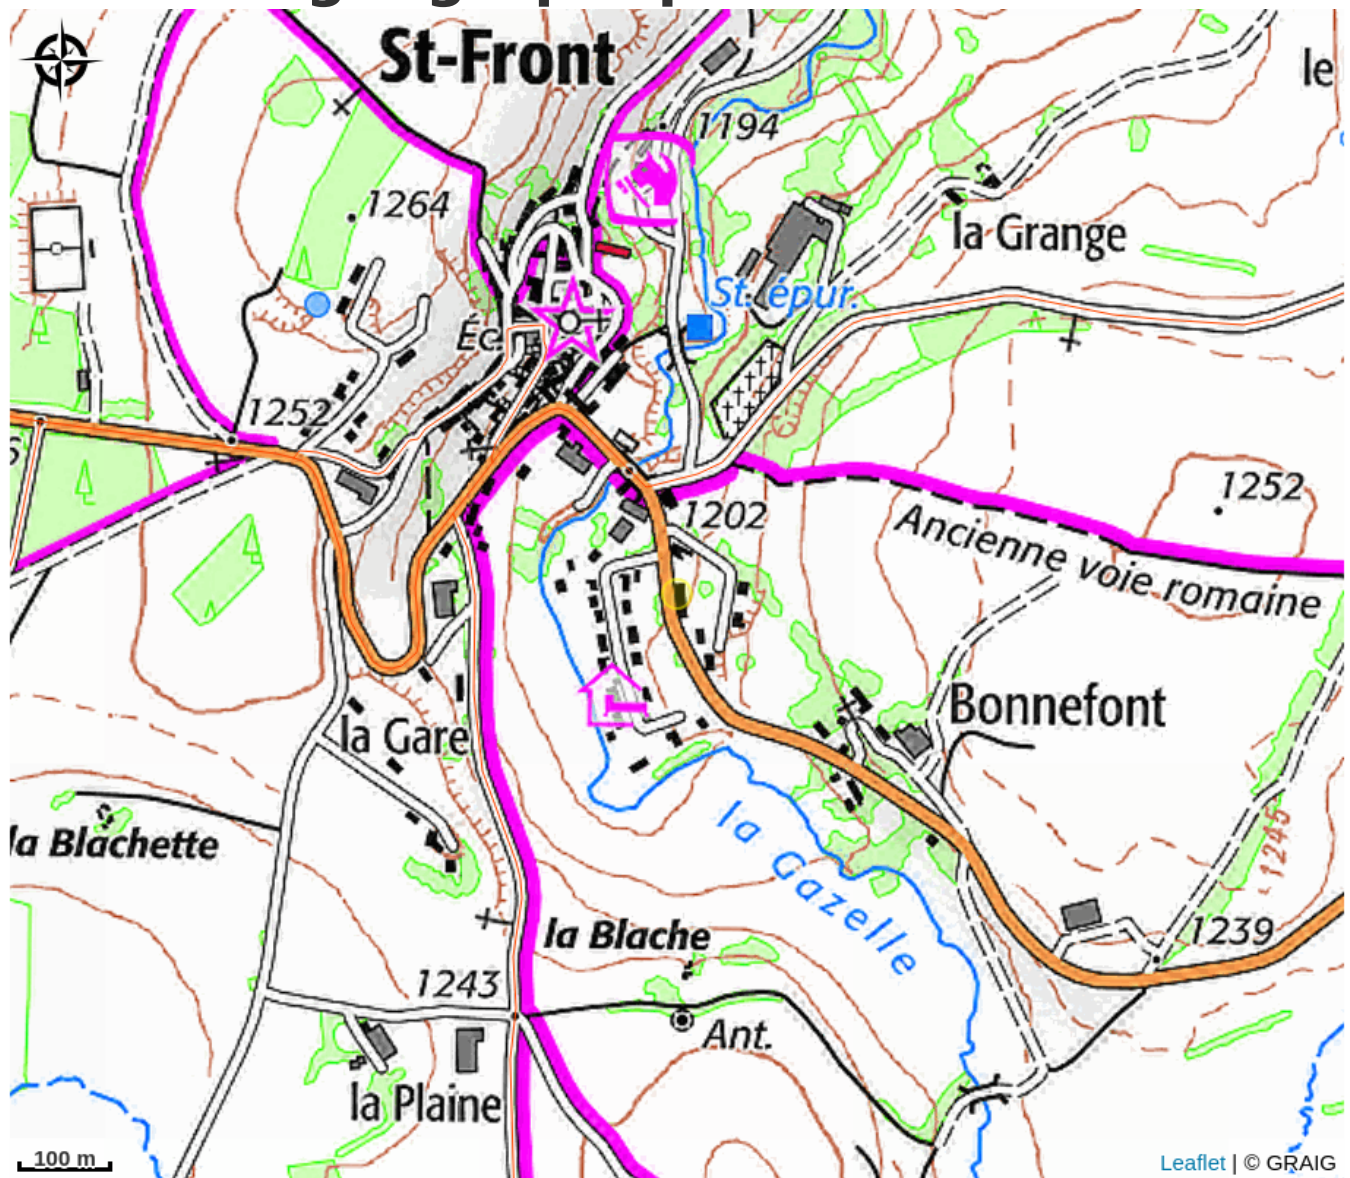 St-Front
le
1194
1264
la Grange
St. épur.
Éc.
1252
1252
1202
Ancienne voie romaine
Bonnefont
la Gare
la Blachette
1245
la Gazelle
la Blache
1239
1243
Ant.
la Plaine
100 m
Leaflet | © GRAIG